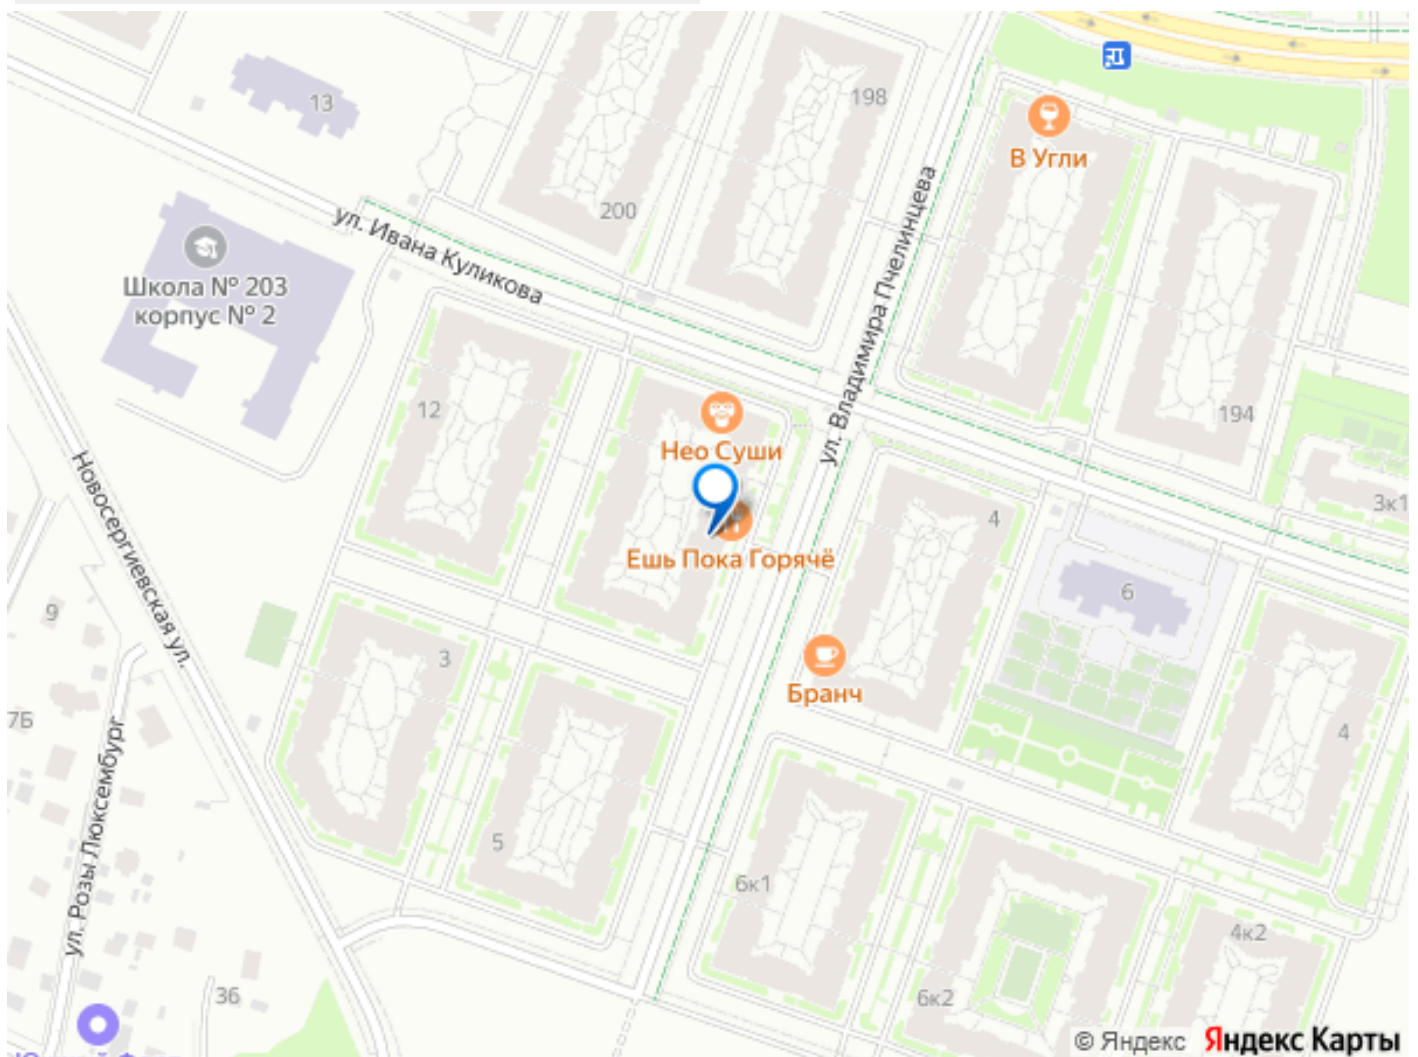 13
198
В Угли
200
ул. Ивана Куликова
ул. Владимира Пчелинцева
Школа № 203
корпус № 2
12
Нео Суши
194
3к1
4
Ешь Пока Горячё
Новосергиевская ул.
6
9
3
Бранч
7Б
4
ул. Розы Люксембург
5
6к1
4к2
36
6к2
© Яндекс Яндекс Карты